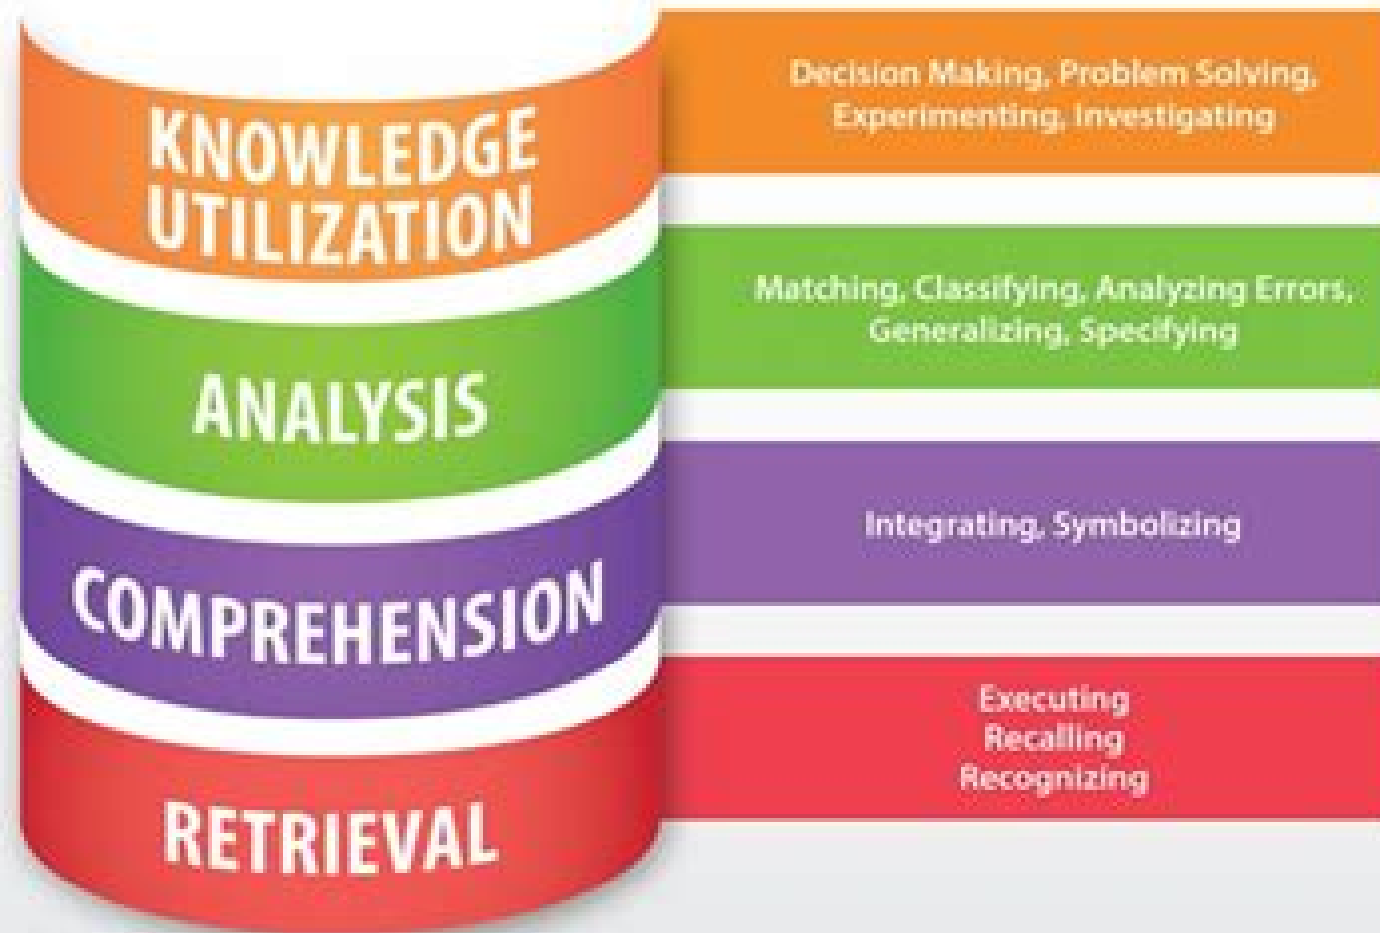 KNOWLEDGE
UTILIZATION
Decision Making, Problem Solving,
Experimenting, Investigating
ANALYSIS
Matching, Classifying, Analyzing Errors,
Generalizing, Specifying
COMPREHENSION
Integrating, Symbolizing
RETRIEVAL
Executing
Recalling
Recognizing